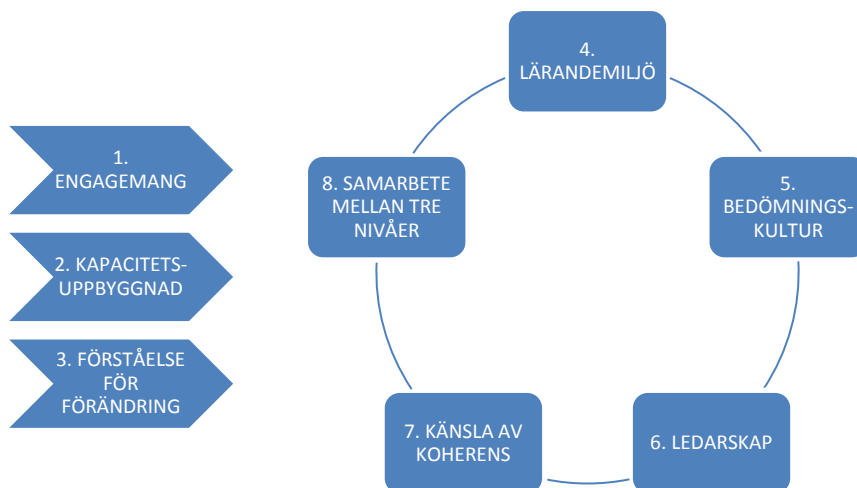 1.
ENGAGEMANG
2. KAPACITETS-
UPPBYGGNAD
3. FÖRSTÅELSE
FÖR
FÖRÄNDRING
4.
LÄRANDEMILJÖ
5.
BEDÖMNINGS-
KULTUR
6. LEDARSKAP
7. KÄNSLA AV
KOHERENS
8. SAMARBETE
MELLAN TRE
NIVÅER